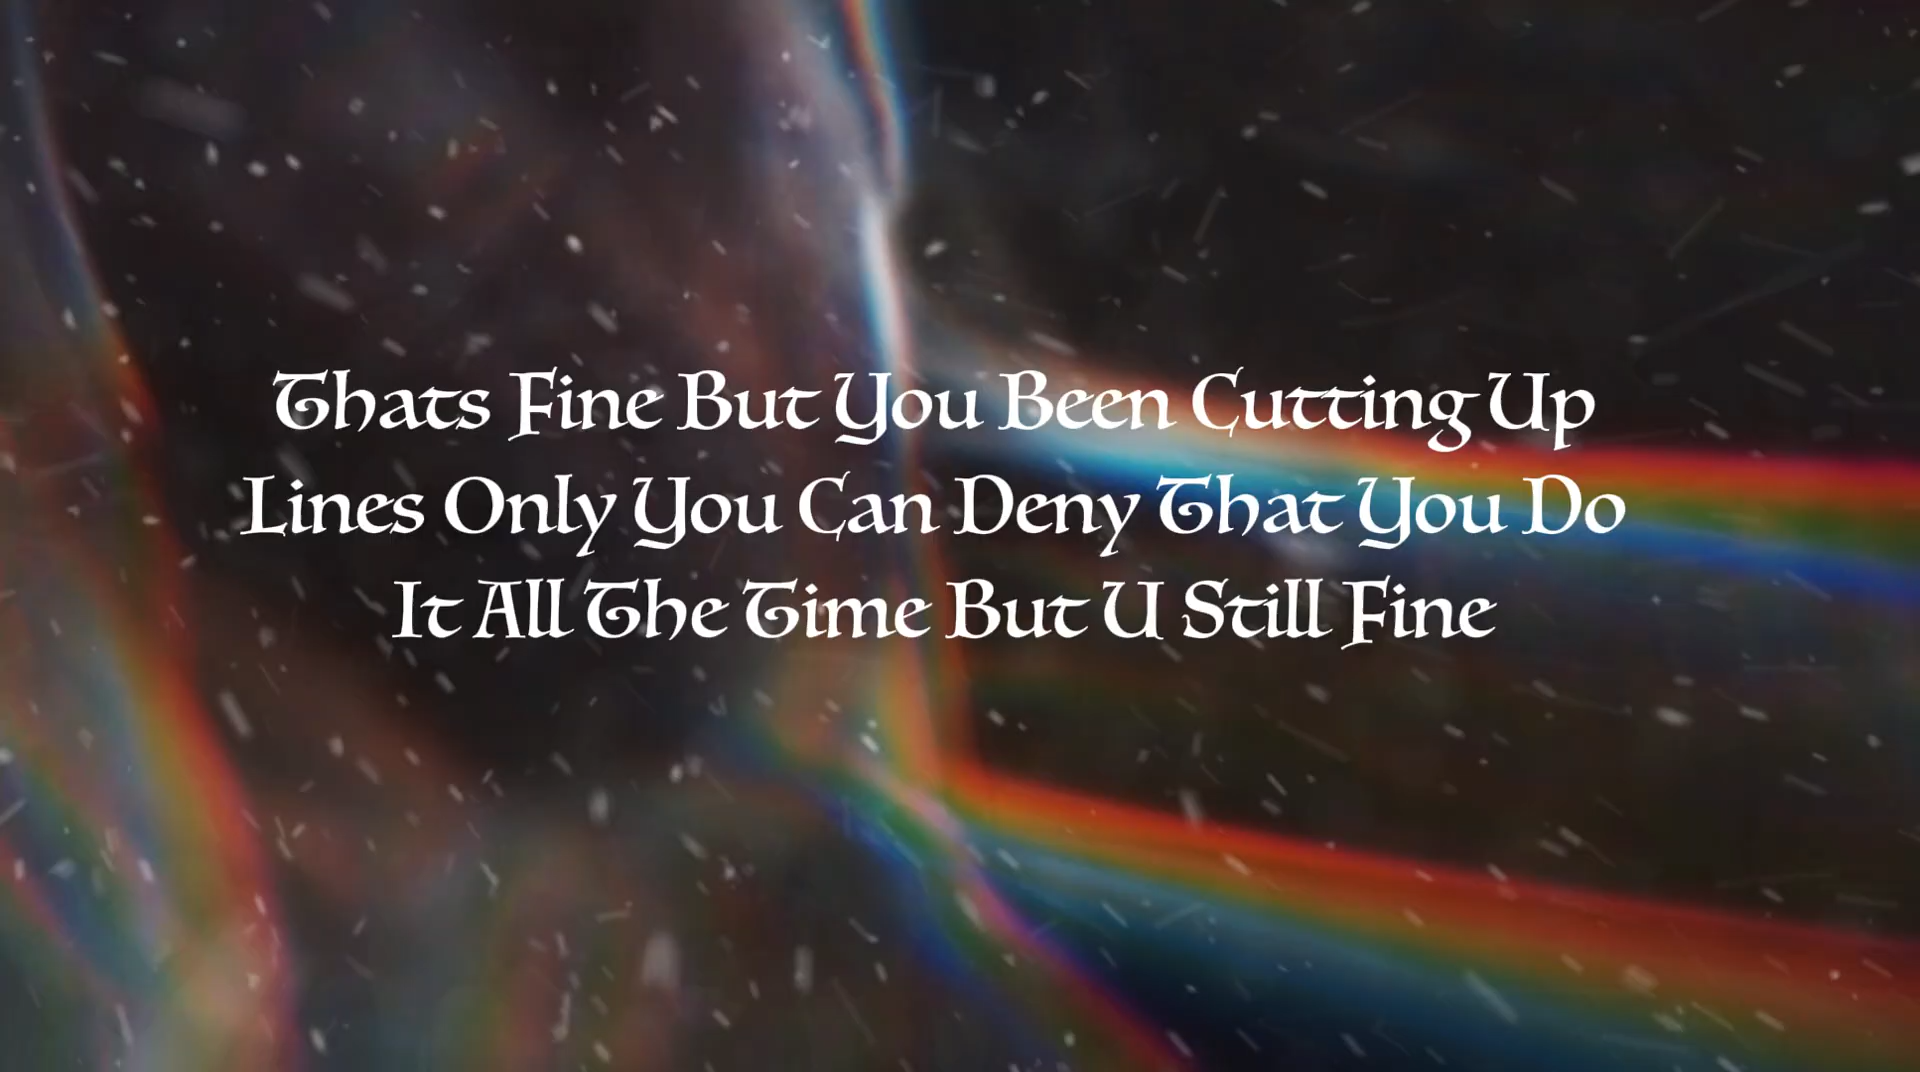 Thats Fine But You Been Cutting Up
Lines Only You Can Deny That You Do
It All The Time But U Still Fine